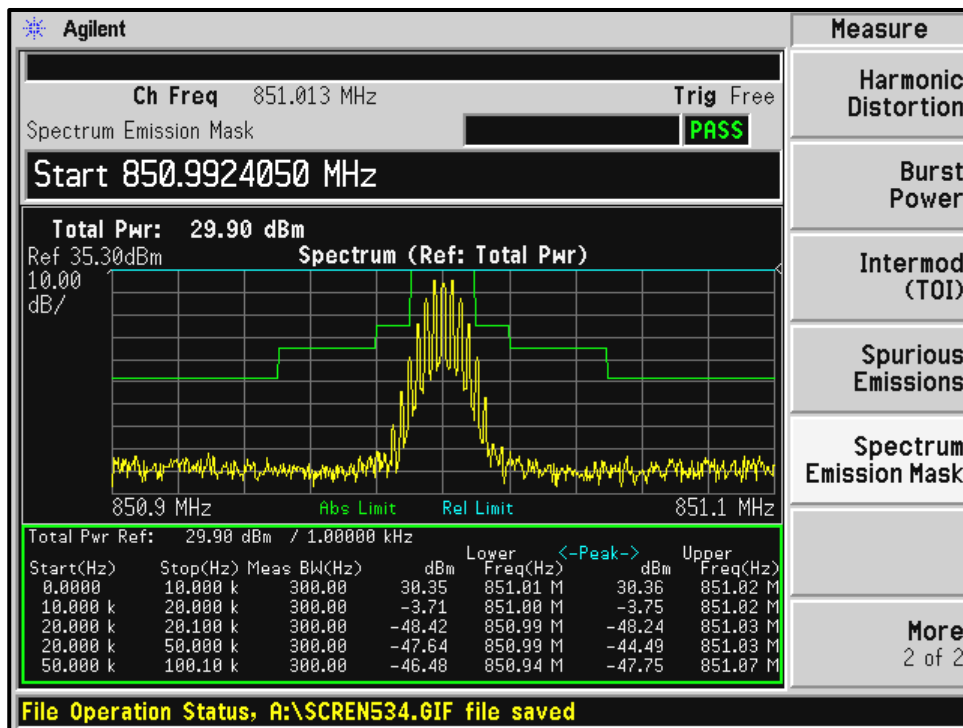 Agilent
Measure
Ch Freq 851.013 MHz Trig Free
Spectrum Emission Mask PASS
Start 850.9924050 MHz
Total Pwr: 29.90 dBm
Ref 35.30dBm Spectrum (Ref: Total Pwr)
10.00
dB/
850.9 MHz Abs Limit Rel Limit 851.1 MHz
Total Pwr Ref: 29.90 dBm / 1.00000 kHz
Lower <-Peak-> Upper
Start(Hz) Stop(Hz) Meas BW(Hz) dBm Freq(Hz) dBm Freq(Hz)
0.0000 10.000 k 300.00 30.35 851.01 M 30.36 851.02 M
10.000 k 20.000 k 300.00 -3.71 851.00 M -3.75 851.02 M
20.000 k 20.100 k 300.00 -48.42 850.99 M -48.24 851.03 M
20.000 k 50.000 k 300.00 -47.64 850.99 M -44.49 851.03 M
50.000 k 100.10 k 300.00 -46.48 850.94 M -47.75 851.07 M
Harmonic
Distortion
Burst
Power
Intermod
(TOI)
Spurious
Emissions
Spectrum
Emission Mask
More
2 of 2
File Operation Status, A:\SCREN534.GIF file saved